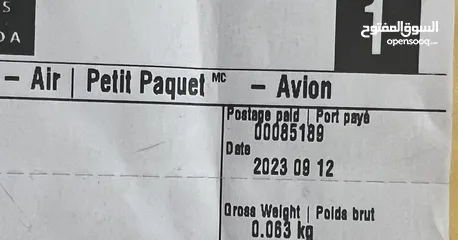 S
DA
1
السوق المفتوح
opensooq.com
– Air | Petit Paquet MC – Avion
Postage paid | Port payé
00085189
Date
2023 09 12
Gross Weight | Poids brut
0.063 kg